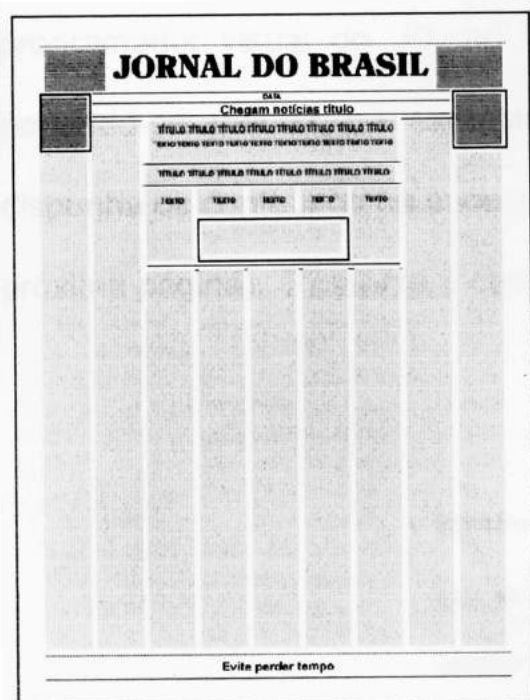 JORNAL DO BRASIL
DATA
Chegam notícias título
TÍTULO TÍTULO TÍTULO TÍTULO TÍTULO TÍTULO TÍTULO TÍTULO
TEXTO TEXTO TEXTO TEXTO TEXTO TEXTO TEXTO TEXTO TEXTO TEXTO
TÍTULO TÍTULO TÍTULO TÍTULO TÍTULO TÍTULO TÍTULO TÍTULO
TEXTO TEXTO TEXTO TEXTO TEXTO
Evite perder tempo